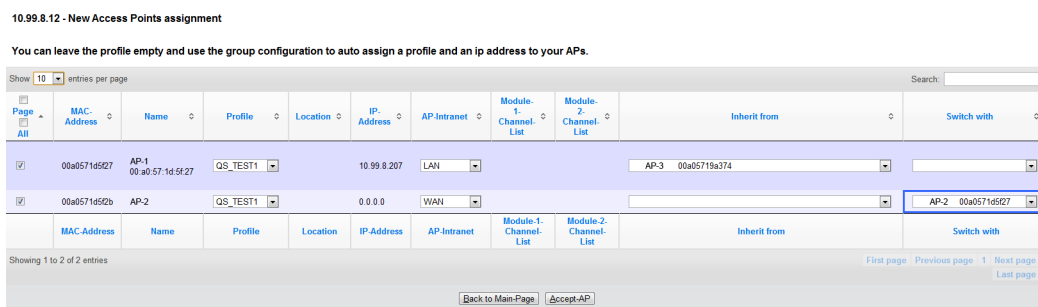 10.99.8.12 - New Access Points assignment
You can leave the profile empty and use the group configuration to auto assign a profile and an ip address to your APs.
Show 10 entries per page Search:
Page All MAC-Address Name Profile Location IP-Address AP-Intranet Module-1-Channel-List Module-2-Channel-List Inherit from Switch with
00a0571d5f27 AP-1 00:a0:57:1d:5f:27 QS_TEST1 10.99.8.207 LAN AP-3 00a05719a374
00a0571d5f2b AP-2 QS_TEST1 0.0.0.0 WAN AP-2 00a0571d5f27
MAC-Address Name Profile Location IP-Address AP-Intranet Module-1-Channel-List Module-2-Channel-List Inherit from Switch with
Showing 1 to 2 of 2 entries First page Previous page 1 Next page
Last page
Back to Main-Page Accept-AP